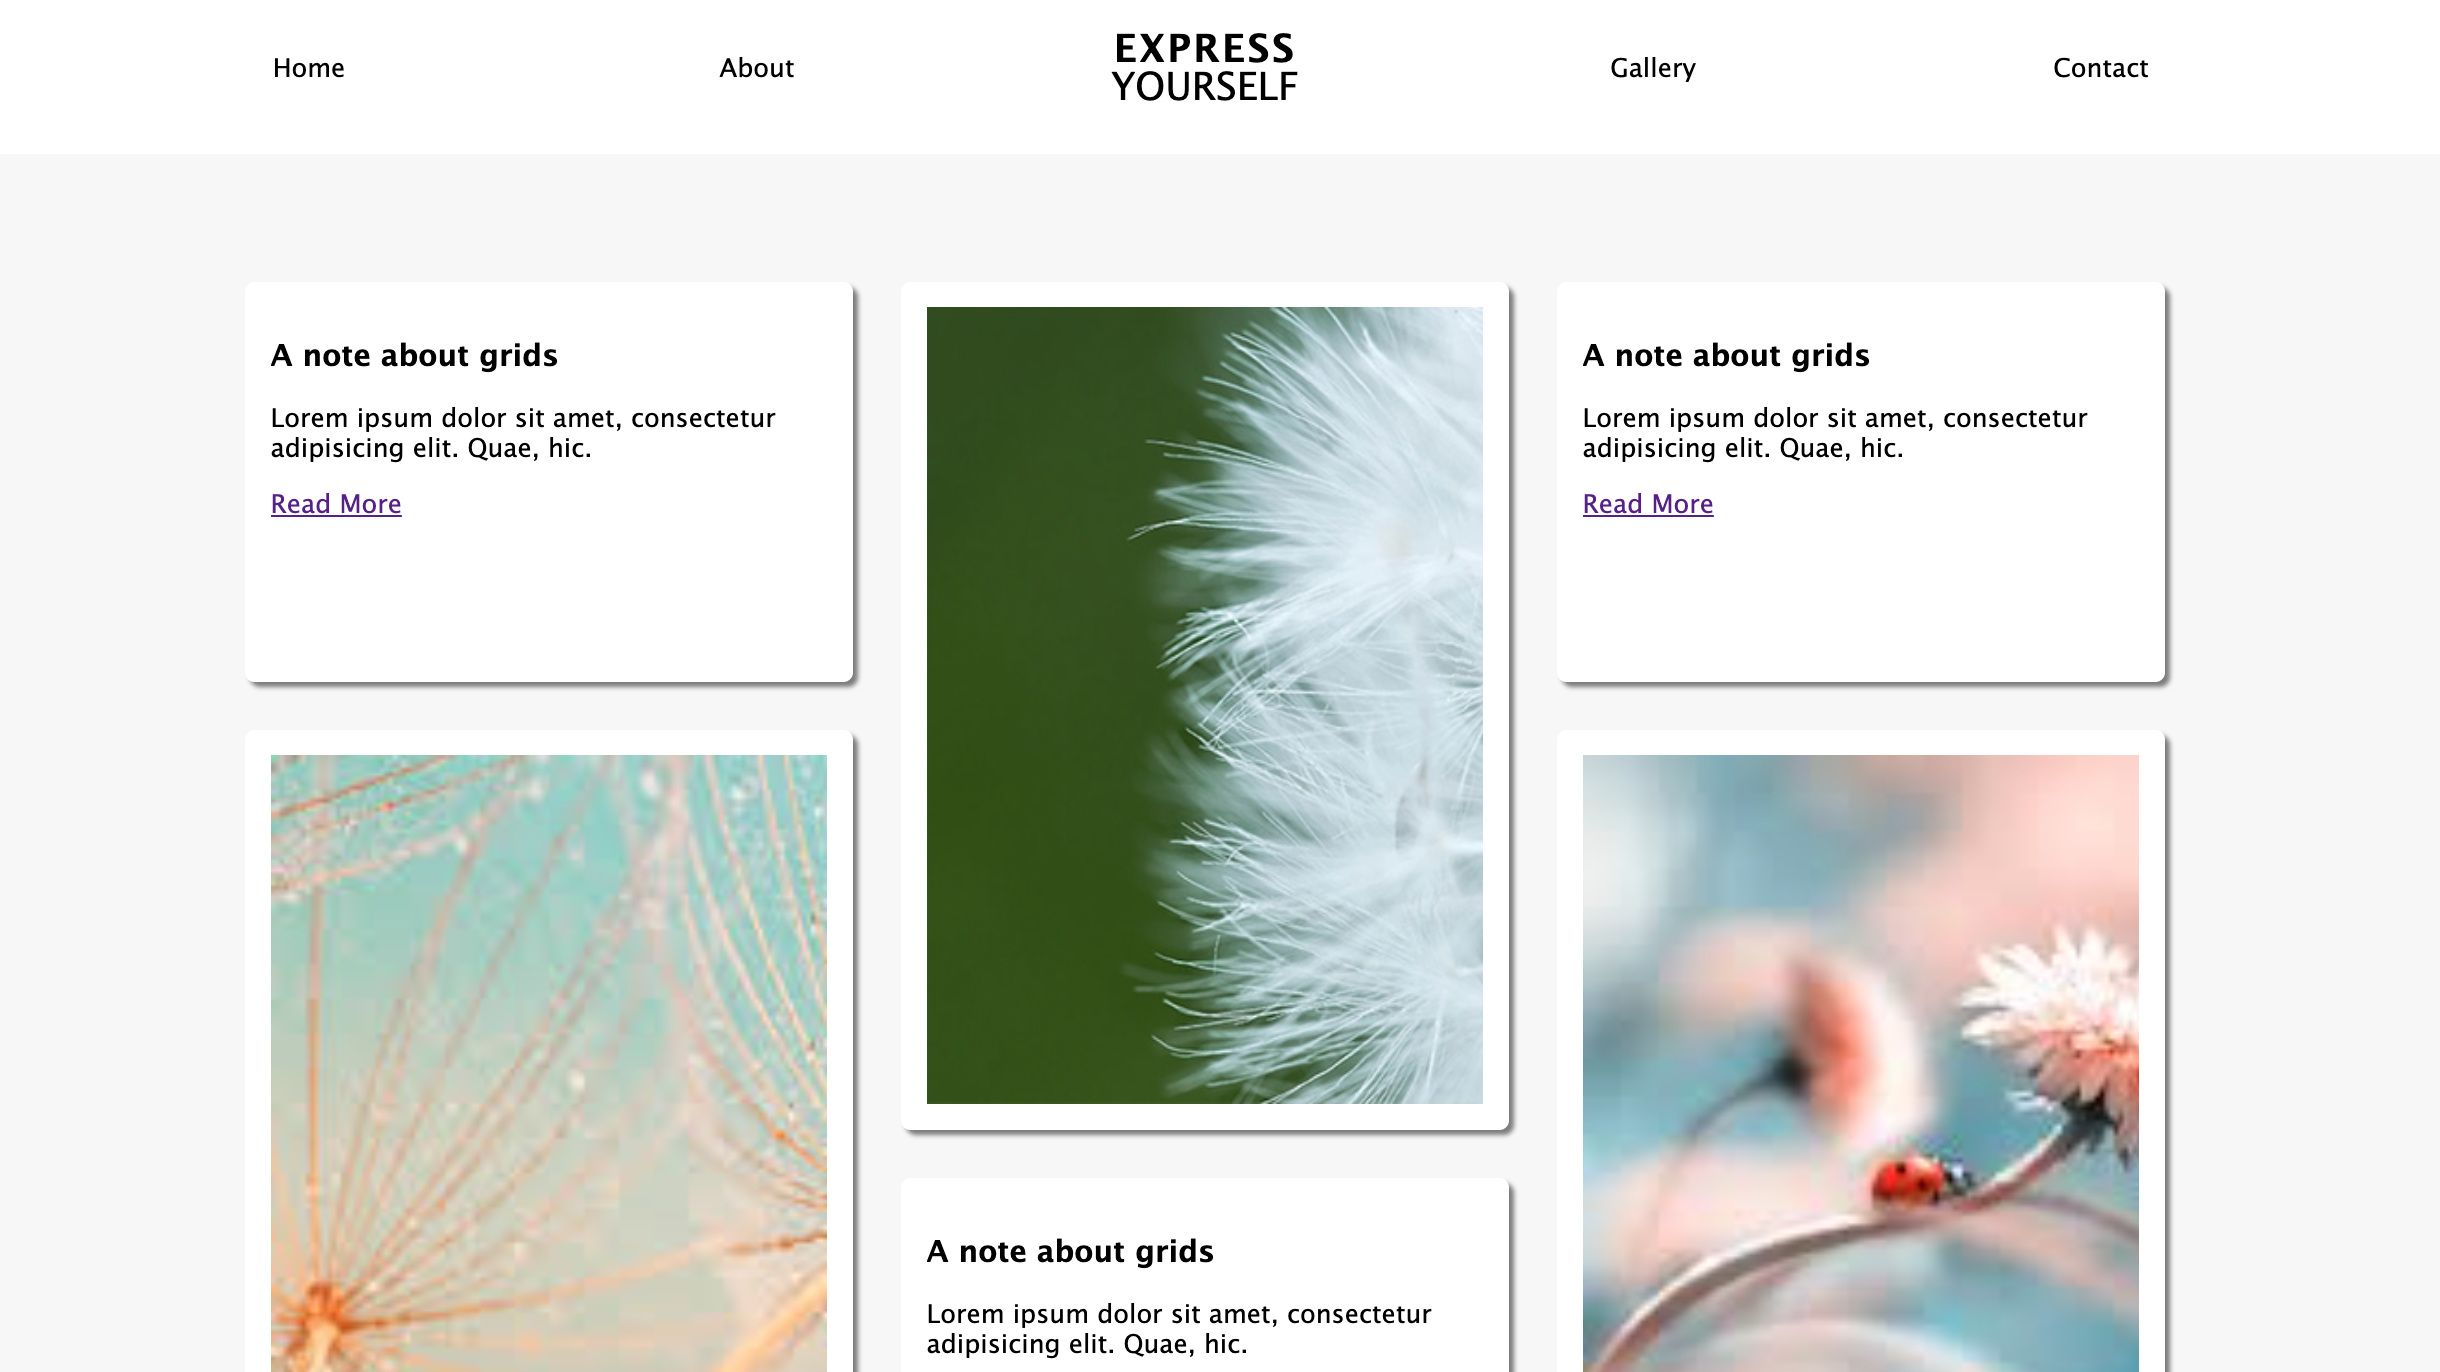 Home
About
EXPRESS
YOURSELF
Gallery
Contact
A note about grids
Lorem ipsum dolor sit amet, consectetur
adipisicing elit. Quae, hic.
Read More
A note about grids
Lorem ipsum dolor sit amet, consectetur
adipisicing elit. Quae, hic.
Read More
A note about grids
Lorem ipsum dolor sit amet, consectetur
adipisicing elit. Quae, hic.